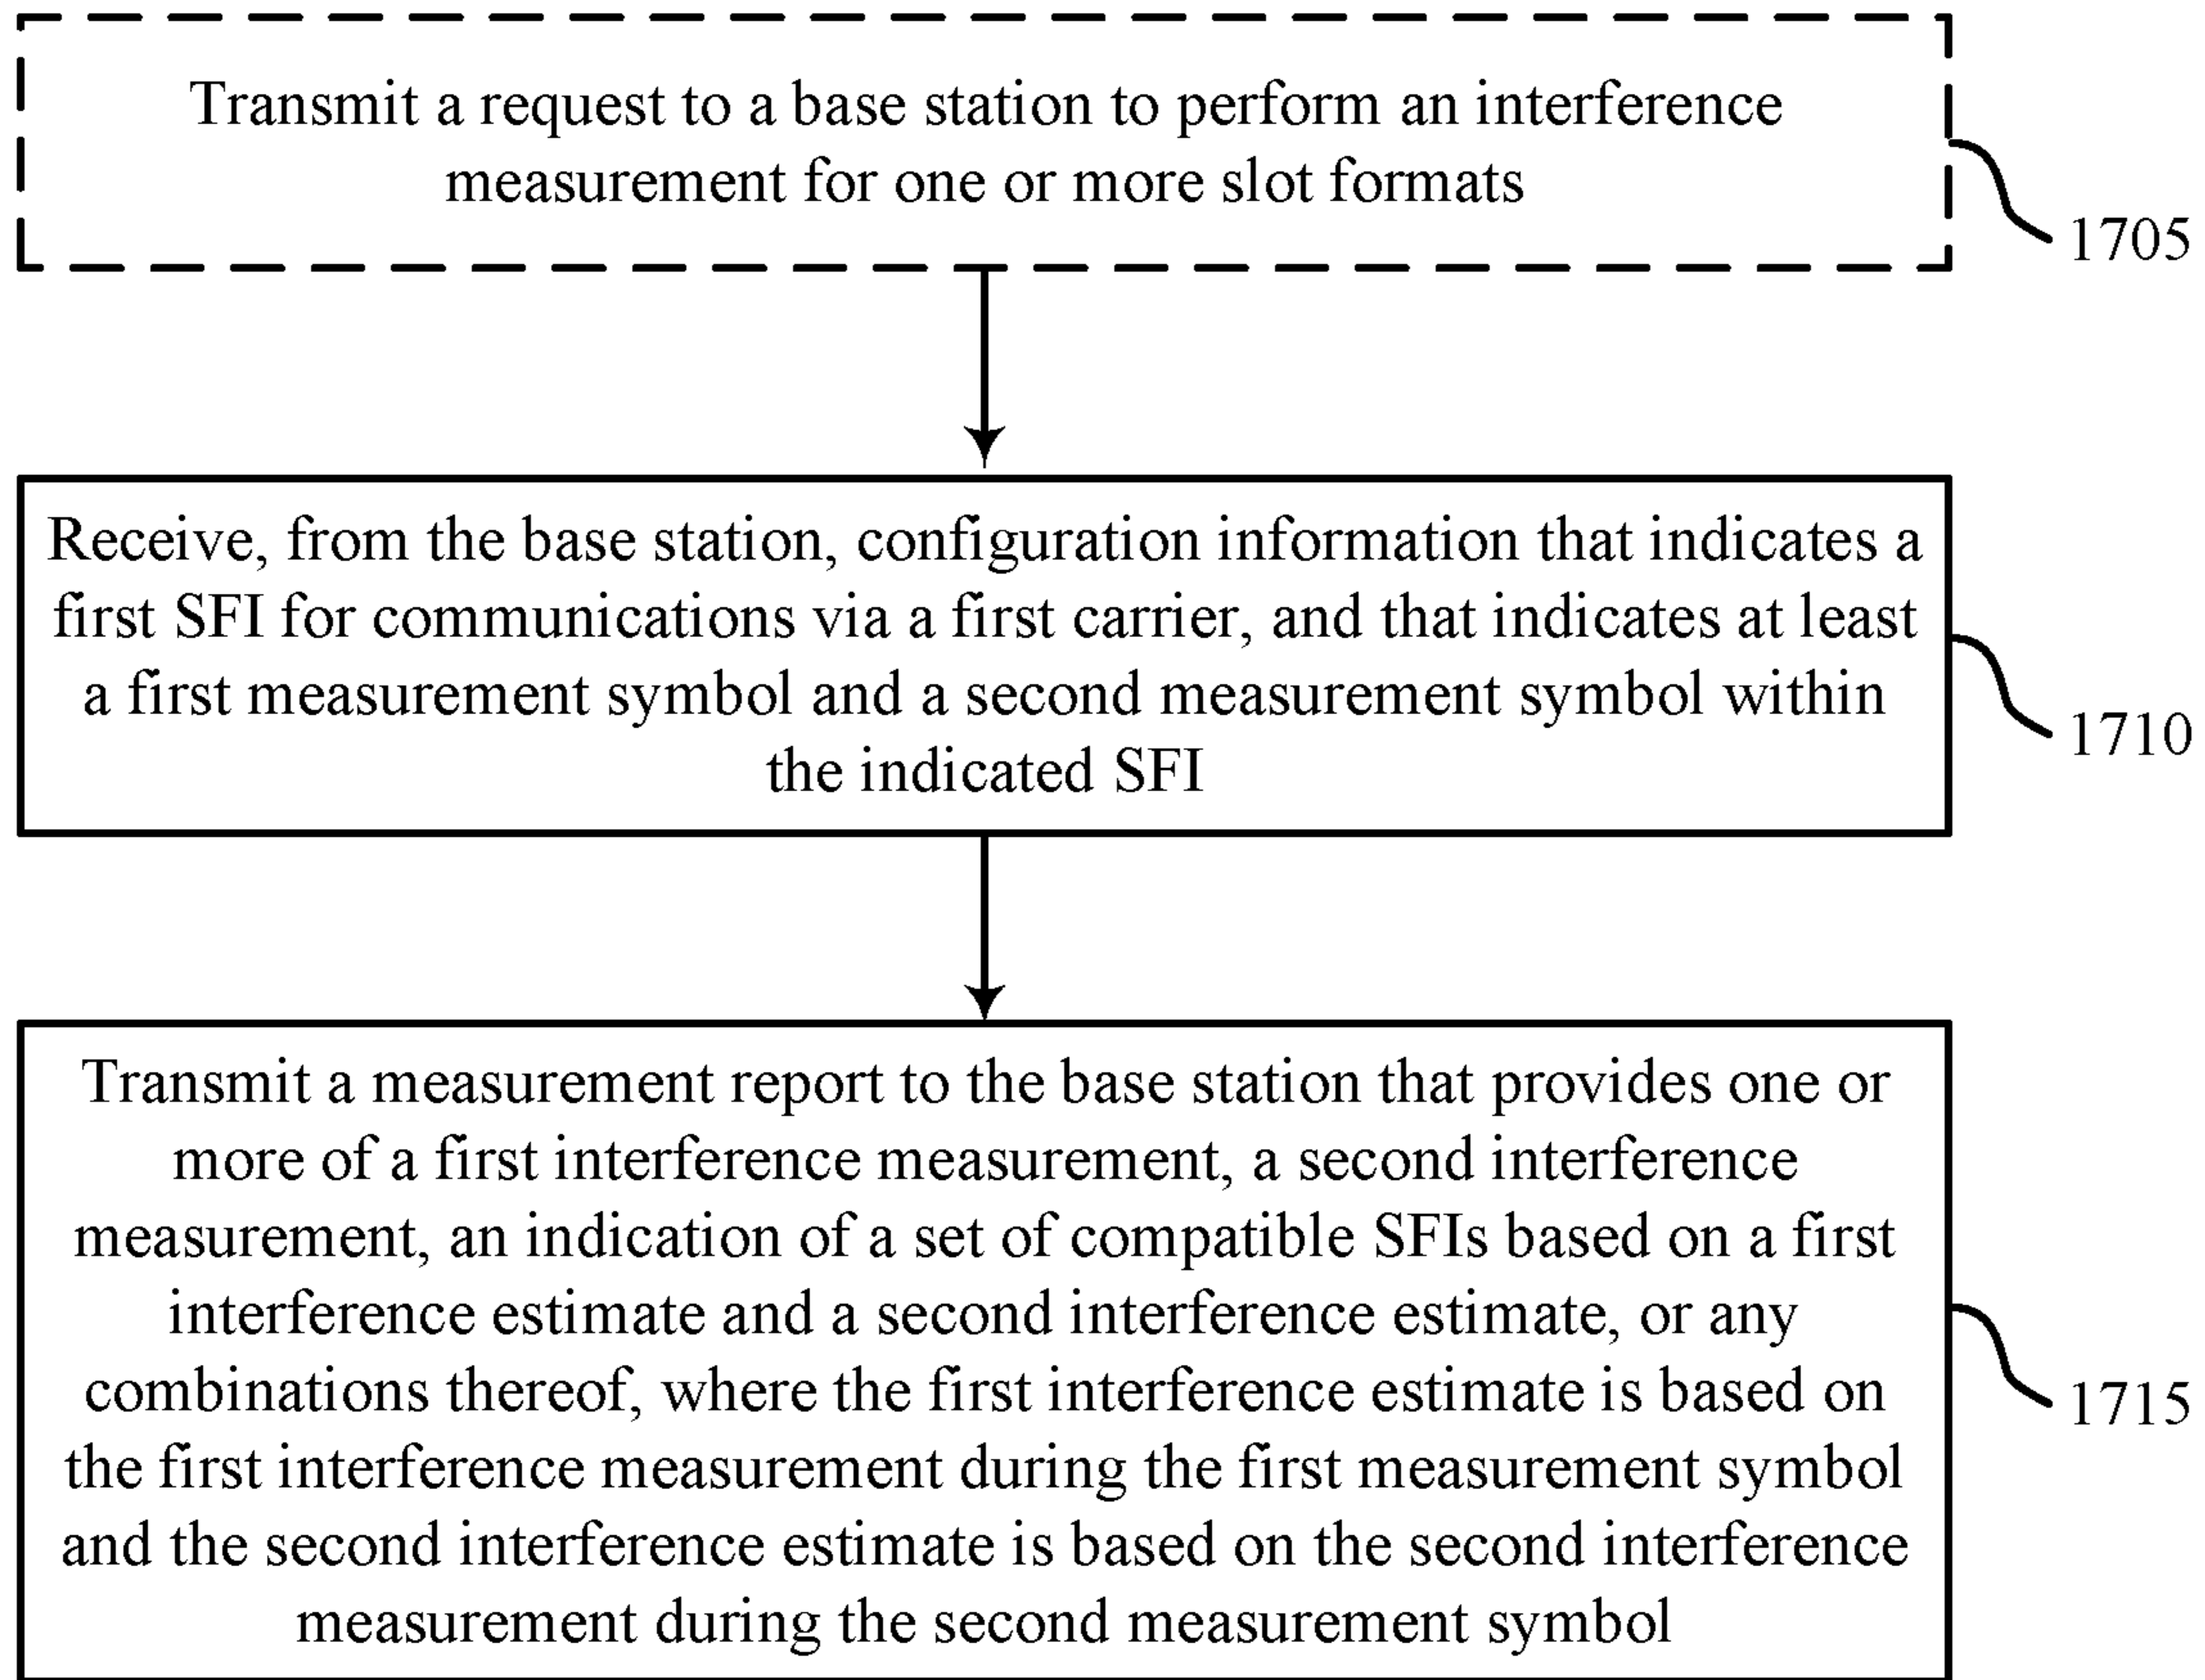 Transmit a request to a base station to perform an interference
measurement for one or more slot formats
1705
Receive, from the base station, configuration information that indicates a
first SFI for communications via a first carrier, and that indicates at least
a first measurement symbol and a second measurement symbol within
the indicated SFI
1710
Transmit a measurement report to the base station that provides one or
more of a first interference measurement, a second interference
measurement, an indication of a set of compatible SFIs based on a first
interference estimate and a second interference estimate, or any
combinations thereof, where the first interference estimate is based on
the first interference measurement during the first measurement symbol
and the second interference estimate is based on the second interference
measurement during the second measurement symbol
1715